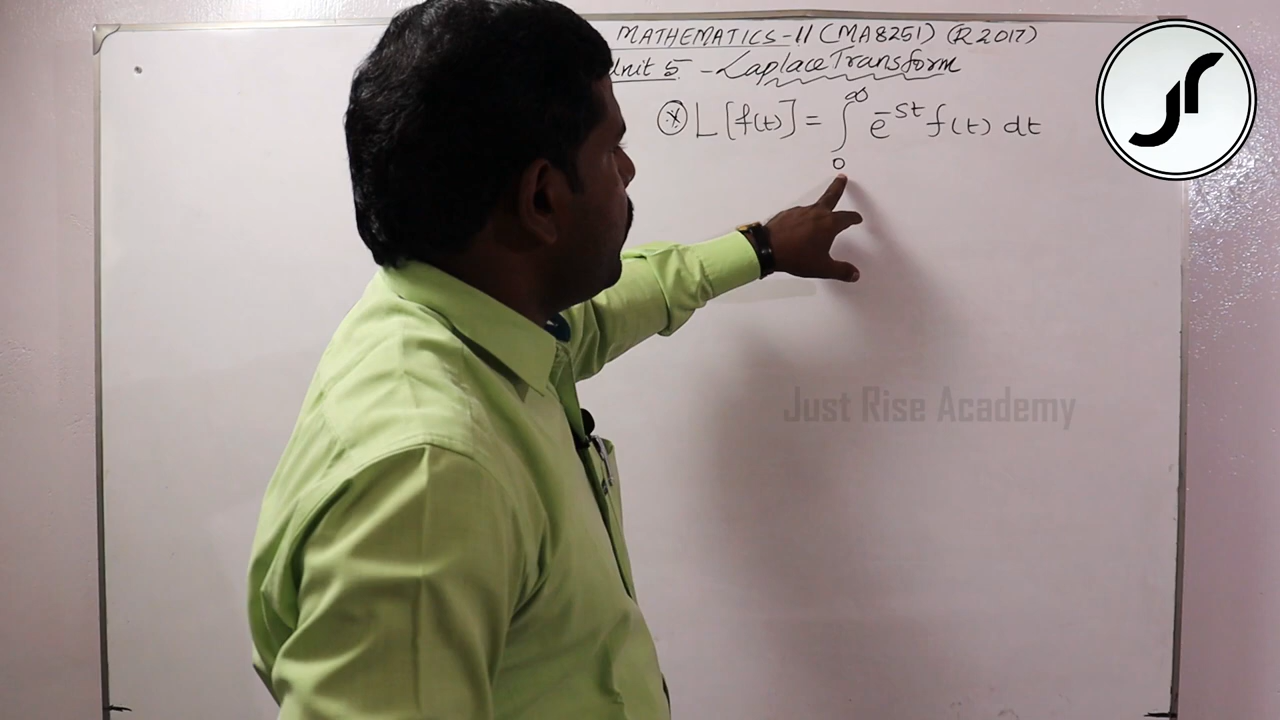 MATHEMATICS-II (MA8251) (R2017)
Unit 5 - Laplace Transform
* L[f(t)] = ∫₀^∞ e^-st f(t) dt
Just Rise Academy